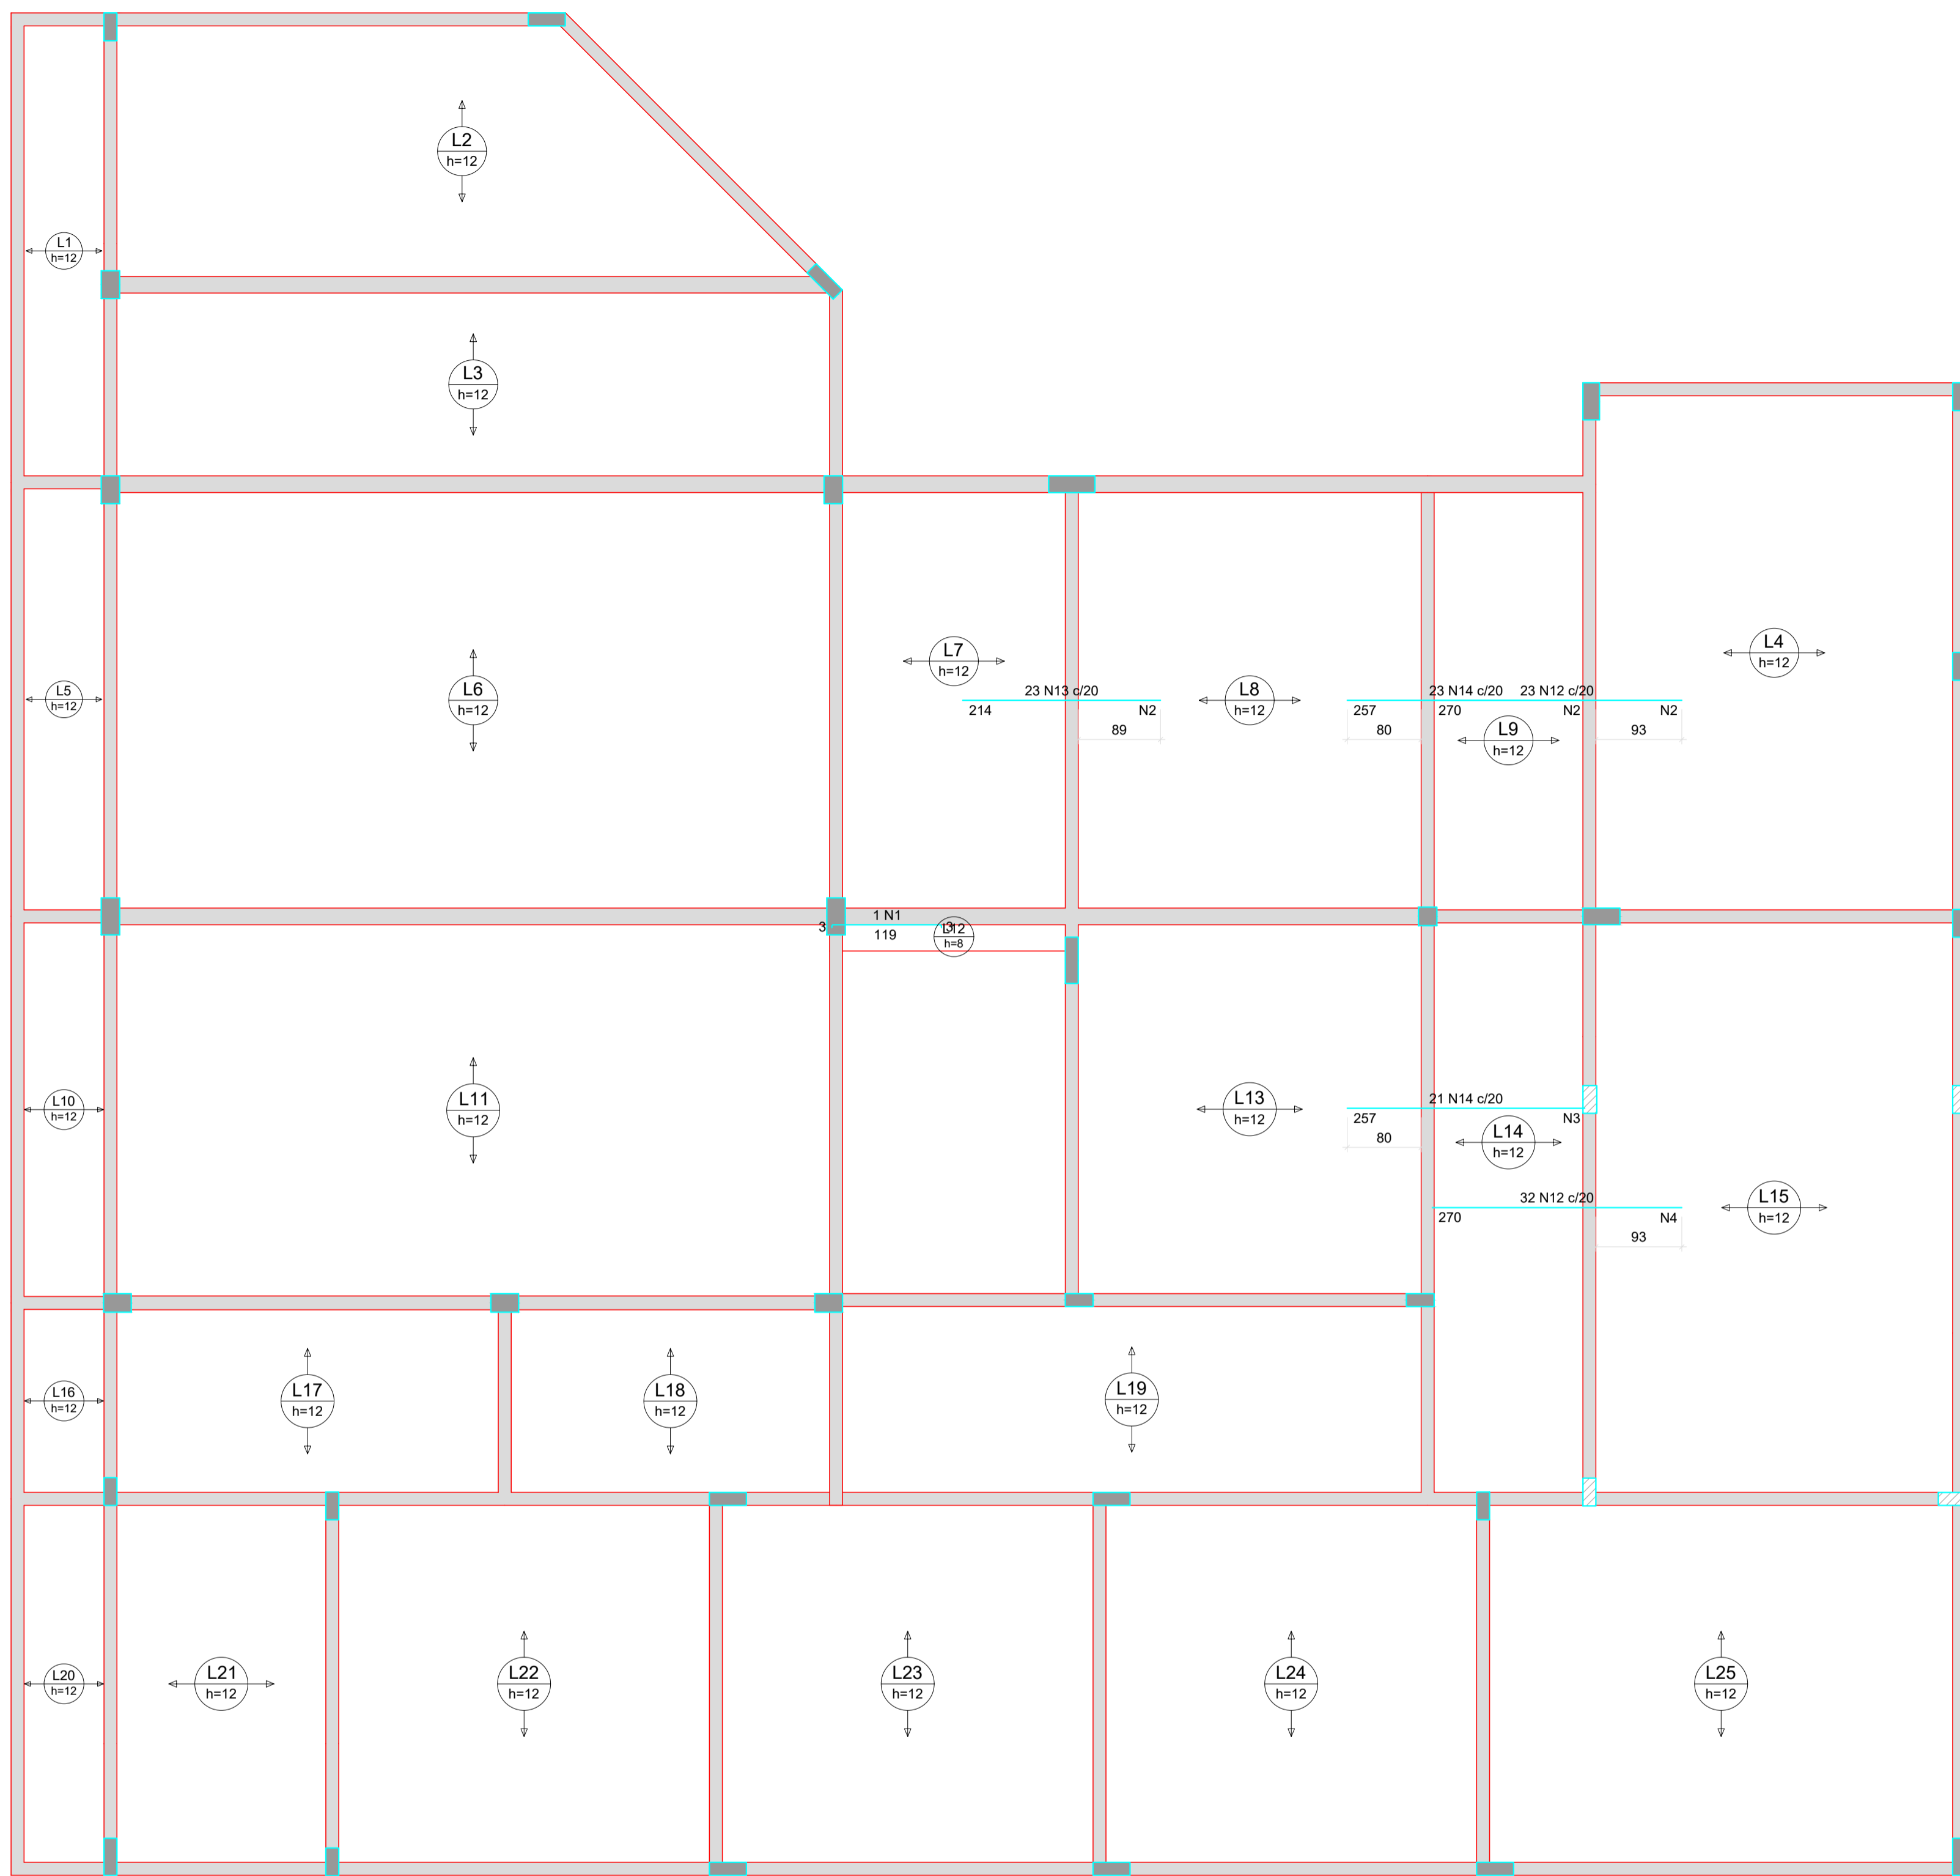 L2
h=12
L1
h=12
L3
h=12
L7
h=12
L4
h=12
L5
h=12
L6
h=12
23 N13 c/20
214
N2
89
L8
h=12
23 N14 c/20
257
80
23 N12 c/20
270
N2
N2
93
L9
h=12
1 N1
3
3
119
L12
h=8
L10
h=12
L11
h=12
L13
h=12
21 N14 c/20
257
N3
80
L14
h=12
32 N12 c/20
270
N4
93
L15
h=12
L16
h=12
L17
h=12
L18
h=12
L19
h=12
L20
h=12
L21
h=12
L22
h=12
L23
h=12
L24
h=12
L25
h=12